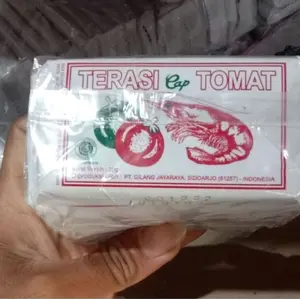 TERASI Cap TOMAT
PT. GILANG JAYARAYA, SIDOARJO (61257) - INDONESIA